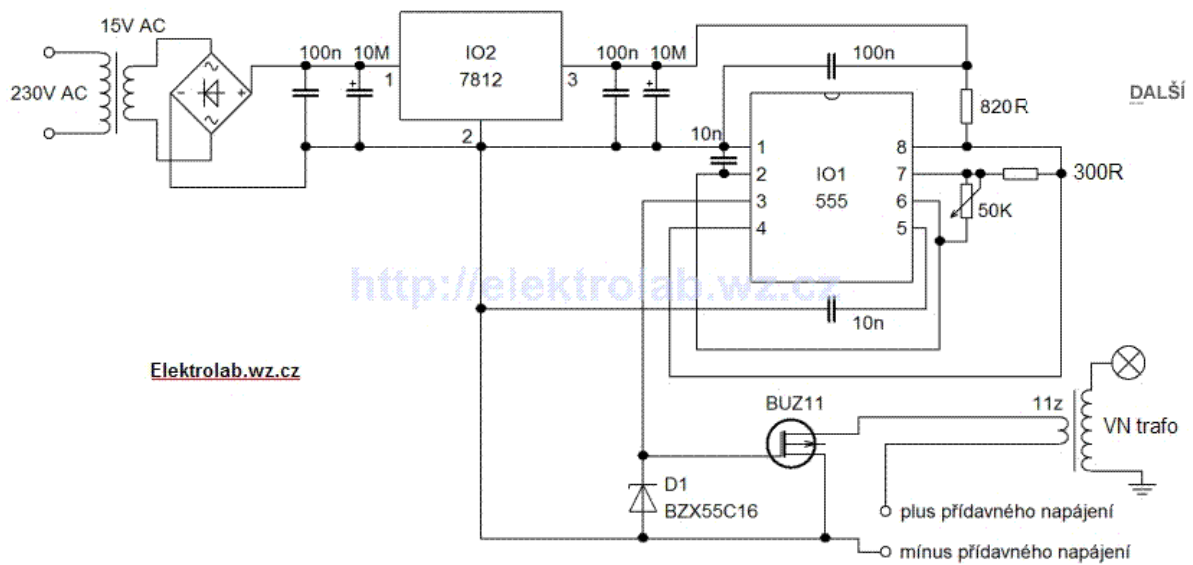 15V AC
230V AC
100n
10M
+
1
IO2
7812
3
2
100n
10M
+
100n
820R
DALŠÍ
10n
1
2
3
4
IO1
555
8
7
6
5
300R
50K
10n
http://elektrolab.wz.cz
Elektrolab.wz.cz
BUZ11
11z
VN trafo
D1
BZX55C16
plus přídavného napájení
mínus přídavného napájení